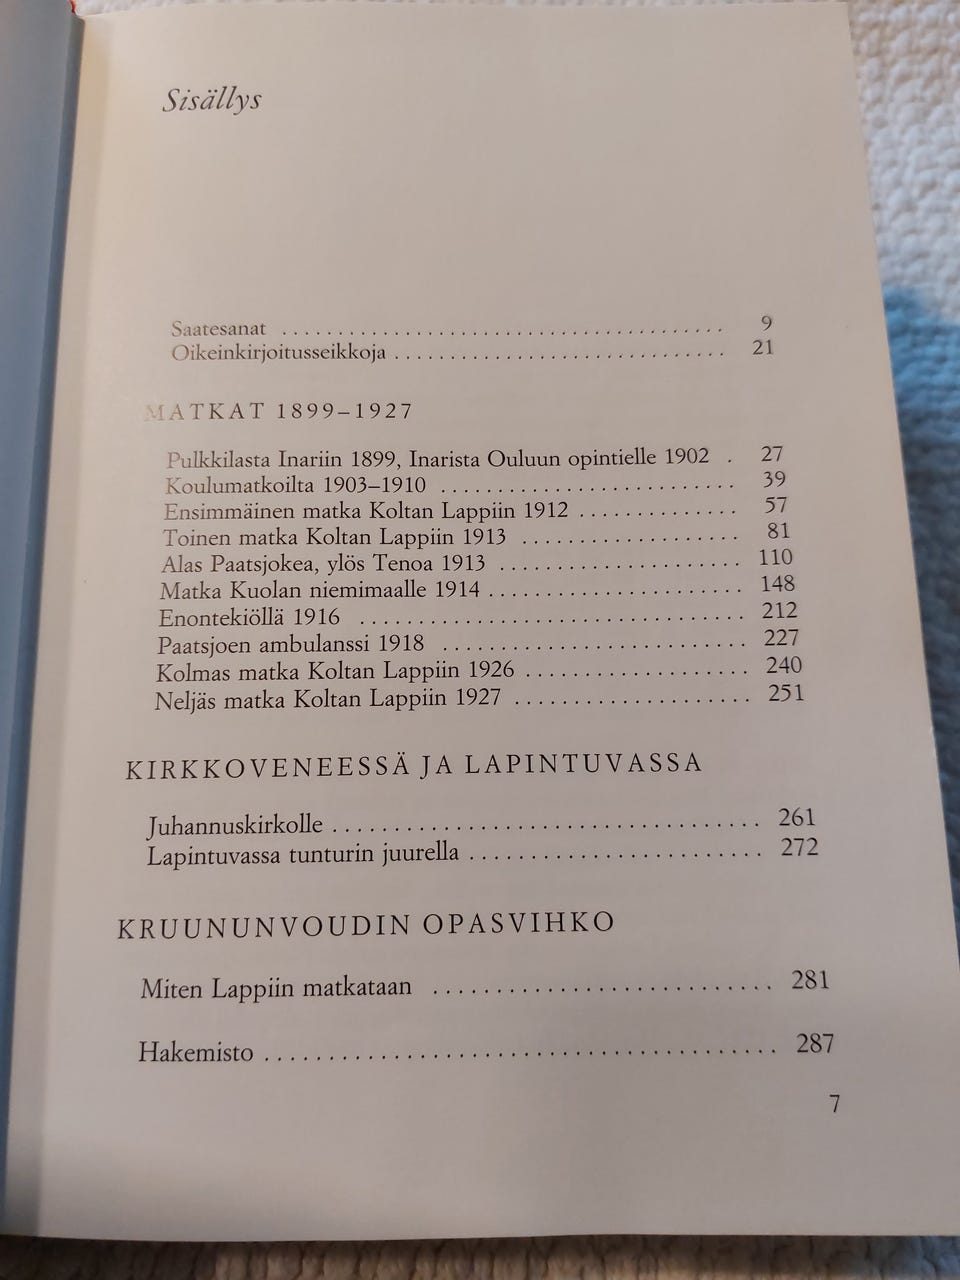 Sisällys
Saatesanat . . . . . . . . . . . . . . . . . . . . . . . . . . . . . . . . 9
Oikeinkirjoitusseikkoja . . . . . . . . . . . . . . . . . . . . . . . . 21
MATKAT 1899–1927
Pulkkilasta Inariin 1899, Inarista Ouluun opintielle 1902 . 27
Koulumatkoilta 1903–1910 . . . . . . . . . . . . . . . . . . . . . . 39
Ensimmäinen matka Koltan Lappiin 1912 . . . . . . . . . . . . 57
Toinen matka Koltan Lappiin 1913 . . . . . . . . . . . . . . . . 81
Alas Paatsjokea, ylös Tenoa 1913 . . . . . . . . . . . . . . . . . . 110
Matka Kuolan niemimaalle 1914 . . . . . . . . . . . . . . . . . . . 148
Enontekiöllä 1916 . . . . . . . . . . . . . . . . . . . . . . . . . . . . 212
Paatsjoen ambulanssi 1918 . . . . . . . . . . . . . . . . . . . . . . 227
Kolmas matka Koltan Lappiin 1926 . . . . . . . . . . . . . . . . 240
Neljäs matka Koltan Lappiin 1927 . . . . . . . . . . . . . . . . . 251
KIRKKOVENEESSÄ JA LAPINTUVASSA
Juhannuskirkolle . . . . . . . . . . . . . . . . . . . . . . . . . . . . . 261
Lapintuvassa tunturin juurella . . . . . . . . . . . . . . . . . . . . 272
KRUUNUNVOUDIN OPASVIHKO
Miten Lappiin matkataan . . . . . . . . . . . . . . . . . . . . . . . 281
Hakemisto . . . . . . . . . . . . . . . . . . . . . . . . . . . . . . . . . 287
7